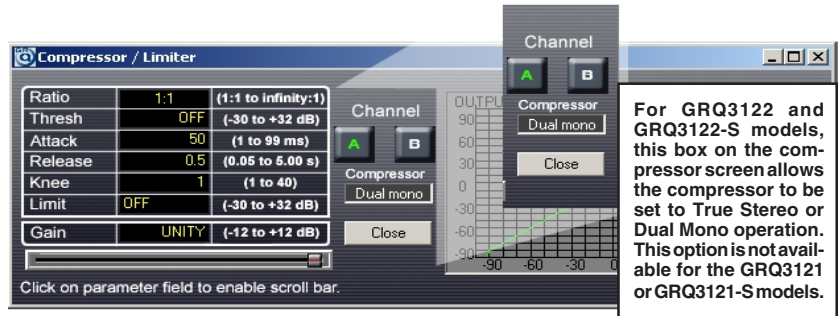 Compressor / Limiter
Ratio 1:1 (1:1 to infinity:1)
Thresh OFF (-30 to +32 dB)
Attack 50 (1 to 99 ms)
Release 0.5 (0.05 to 5.00 s)
Knee 1 (1 to 40)
Limit OFF (-30 to +32 dB)
Gain UNITY (-12 to +12 dB)
Click on parameter field to enable scroll bar.
Channel
A B
Compressor
Dual mono
Close
90
60
30
0
-30
-60
-90
-90 -60 -30 0
Channel
A B
Compressor
Dual mono
Close
For GRQ3122 and
GRQ3122-S models,
this box on the com-
pressor screen allows
the compressor to be
set to True Stereo or
Dual Mono operation.
This option is not avail-
able for the GRQ3121
or GRQ3121-S models.